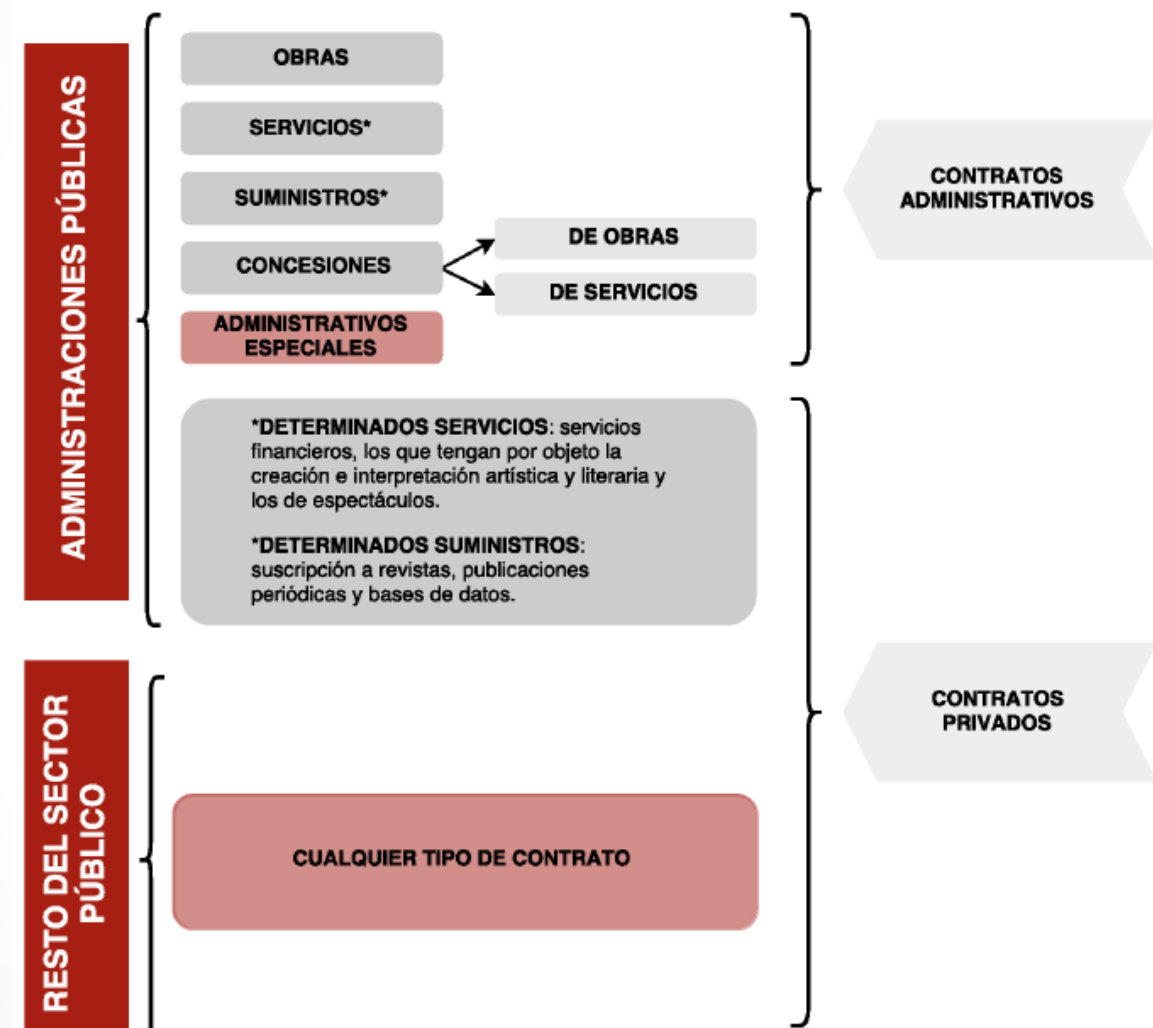 ADMINISTRACIONES PÚBLICAS
OBRAS
SERVICIOS*
SUMINISTROS*
CONCESIONES
DE OBRAS
DE SERVICIOS
ADMINISTRATIVOS
ESPECIALES
CONTRATOS
ADMINISTRATIVOS
*DETERMINADOS SERVICIOS: servicios
financieros, los que tengan por objeto la
creación e interpretación artística y literaria y
los de espectáculos.
*DETERMINADOS SUMINISTROS:
suscripción a revistas, publicaciones
periódicas y bases de datos.
RESTO DEL SECTOR
PÚBLICO
CUALQUIER TIPO DE CONTRATO
CONTRATOS
PRIVADOS